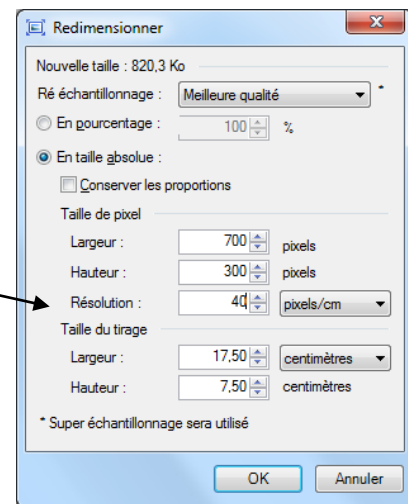 Redimensionner
Nouvelle taille : 820,3 Ko
Ré échantillonnage : Meilleure qualité *
En pourcentage : 100 %
En taille absolue :
Conserver les proportions
Taille de pixel
Largeur : 700 pixels
Hauteur : 300 pixels
Résolution : 40 pixels/cm
Taille du tirage
Largeur : 17,50 centimètres
Hauteur : 7,50 centimètres
* Super échantillonnage sera utilisé
OK Annuler